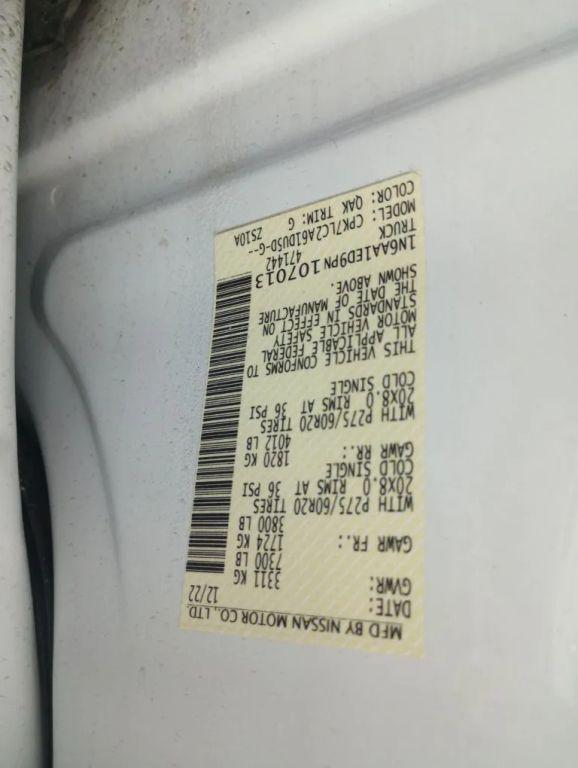 MFD BY NISSAN MOTOR CO., LTD.
DATE: 12/22
GVWR: 3311 KG
7300 LB
GAWR FR.: 1724 KG
3800 LB
WITH P275/60R20 TIRES
20X8.0 RIMS AT 36 PSI
COLD SINGLE
GAWR RR.: 1820 KG
4012 LB
WITH P275/60R20 TIRES
20X8.0 RIMS AT 36 PSI
COLD SINGLE
THIS VEHICLE CONFORMS TO
ALL APPLICABLE FEDERAL
MOTOR VEHICLE SAFETY
STANDARDS IN EFFECT ON
THE DATE OF MANUFACTURE
SHOWN ABOVE.
1N6AA1ED9PN107013
TRUCK 471442
MODEL: CPK7LC2A61DUSD-G--
COLOR: QAK TRIM: G ZS10A